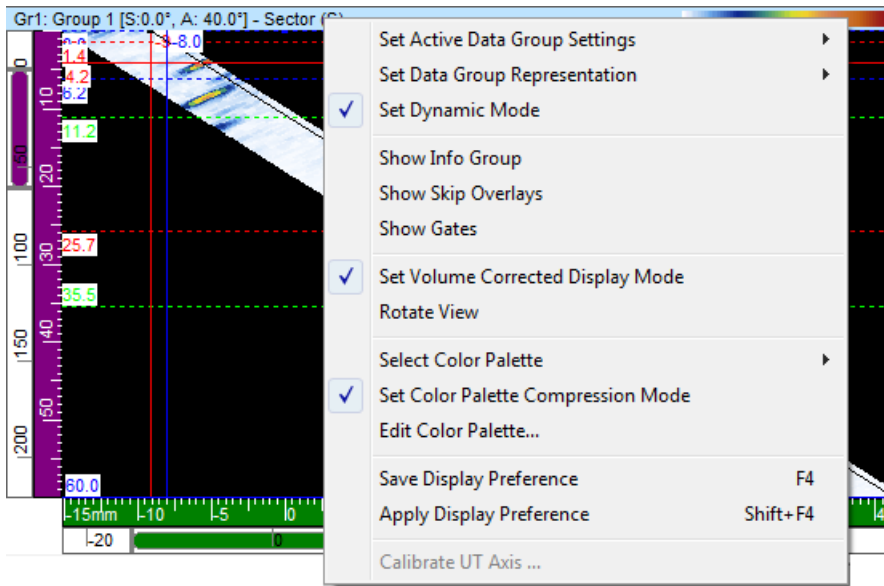 Gr1: Group 1 [S:0.0°, A: 40.0°] - Sector (S)
Set Active Data Group Settings
Set Data Group Representation
Set Dynamic Mode
Show Info Group
Show Skip Overlays
Show Gates
Set Volume Corrected Display Mode
Rotate View
Select Color Palette
Set Color Palette Compression Mode
Edit Color Palette...
Save Display Preference F4
Apply Display Preference Shift+F4
Calibrate UT Axis ...
-8.0
1.4
4.2
6.2
11.2
25.7
35.5
60.0
0
50
100
150
200
10
20
30
40
50
-15mm -10 -5 0
-20 0